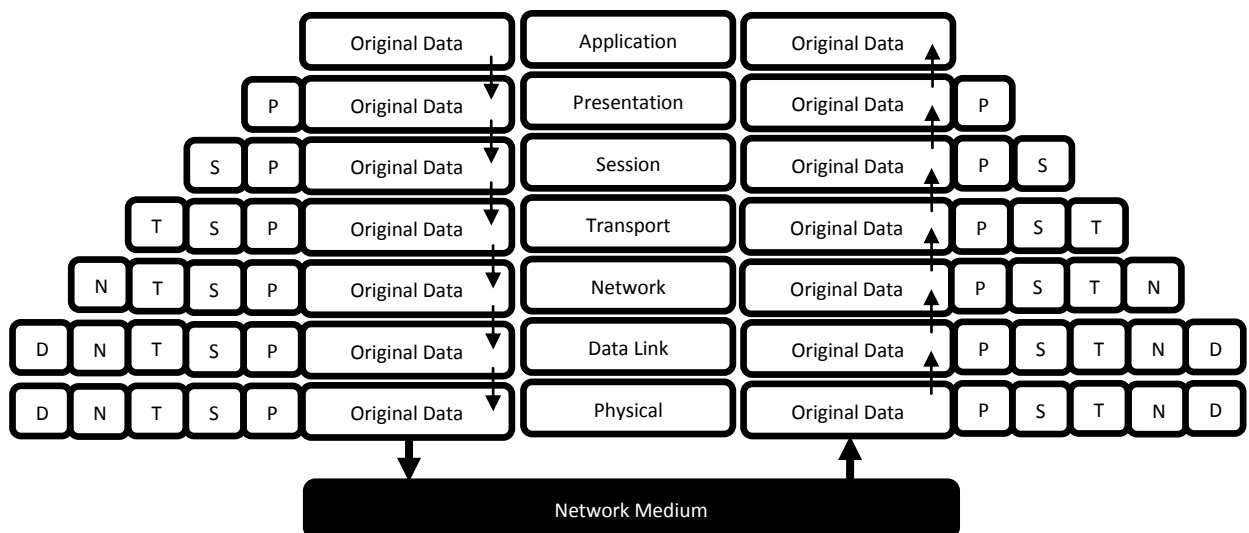 Original Data Application Original Data
P Original Data Presentation Original Data P
S P Original Data Session Original Data P S
T S P Original Data Transport Original Data P S T
N T S P Original Data Network Original Data P S T N
D N T S P Original Data Data Link Original Data P S T N D
D N T S P Original Data Physical Original Data P S T N D
Network Medium